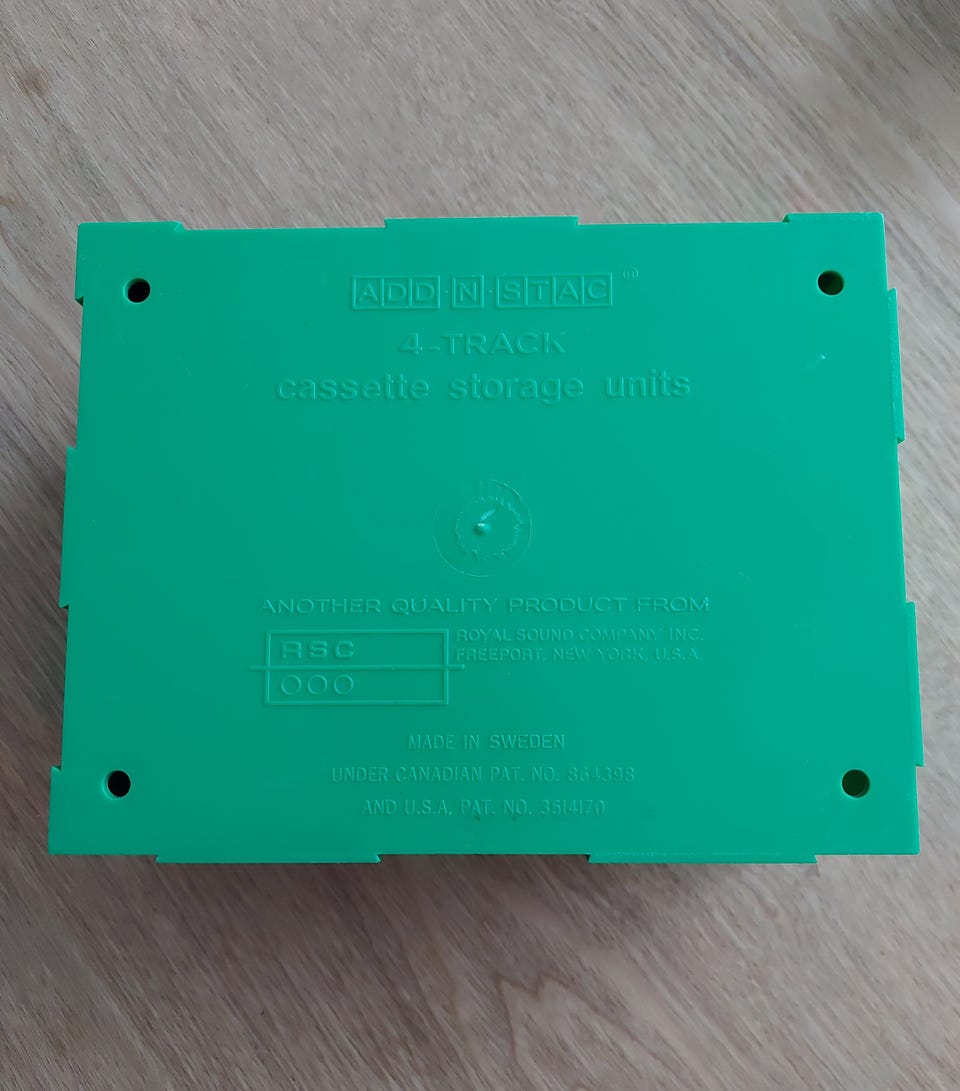 ADD·N·STAC ®
4-TRACK
cassette storage units
ANOTHER QUALITY PRODUCT FROM
RSC
OOO
ROYAL SOUND COMPANY INC.
FREEPORT, NEW YORK, U.S.A.
MADE IN SWEDEN
UNDER CANADIAN PAT. NO. 864398
AND U.S.A. PAT. NO. 3514170